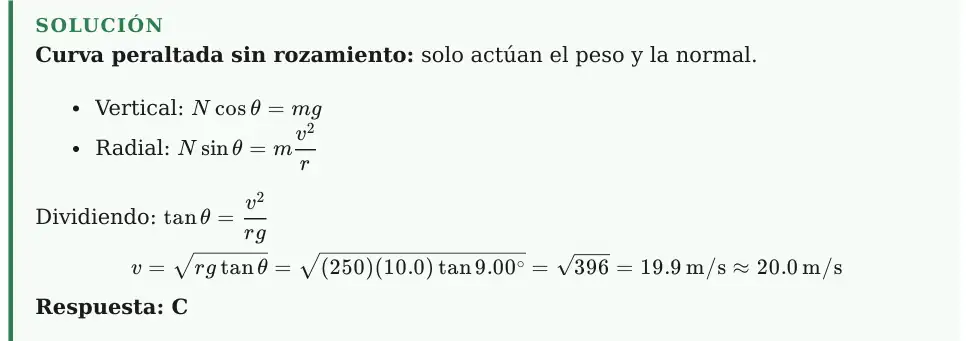 SOLUCIÓN
Curva peraltada sin rozamiento: solo actúan el peso y la normal.
• Vertical: N cos θ = mg
• Radial: N sin θ = m v²/r
Dividiendo: tan θ = v²/rg
v = √(rg tan θ) = √((250)(10.0) tan 9.00°) = √396 = 19.9 m/s ≈ 20.0 m/s
Respuesta: C